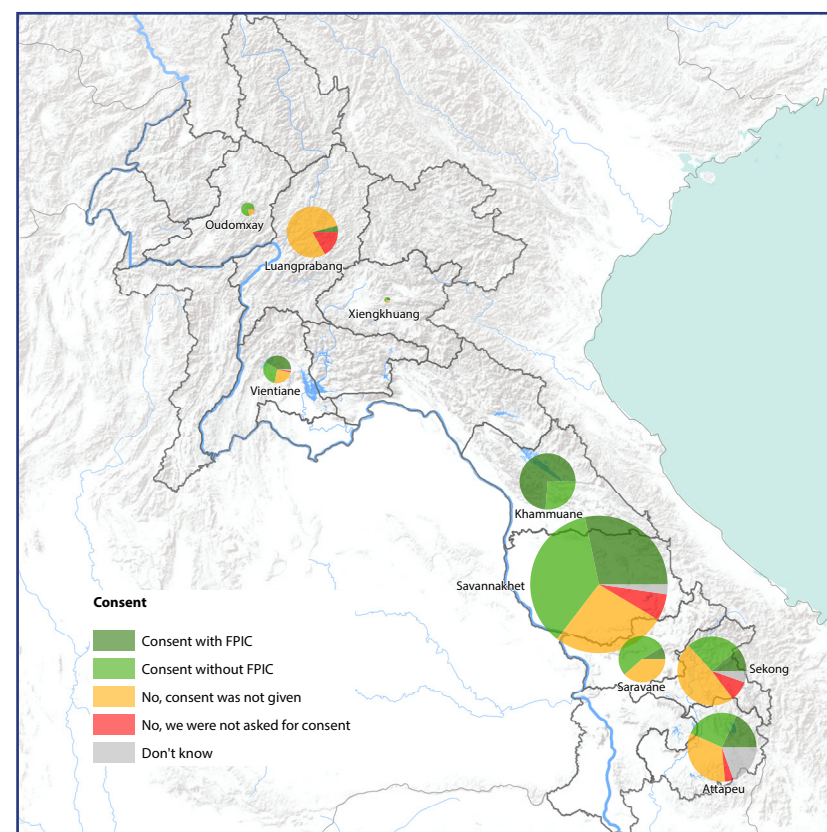 Oudomxay
Luangprabang
Xiengkhuang
Vientiane
Khammuane
Savannakhet
Sekong
Saravane
Attapeu
Consent
Consent with FPIC
Consent without FPIC
No, consent was not given
No, we were not asked for consent
Don't know